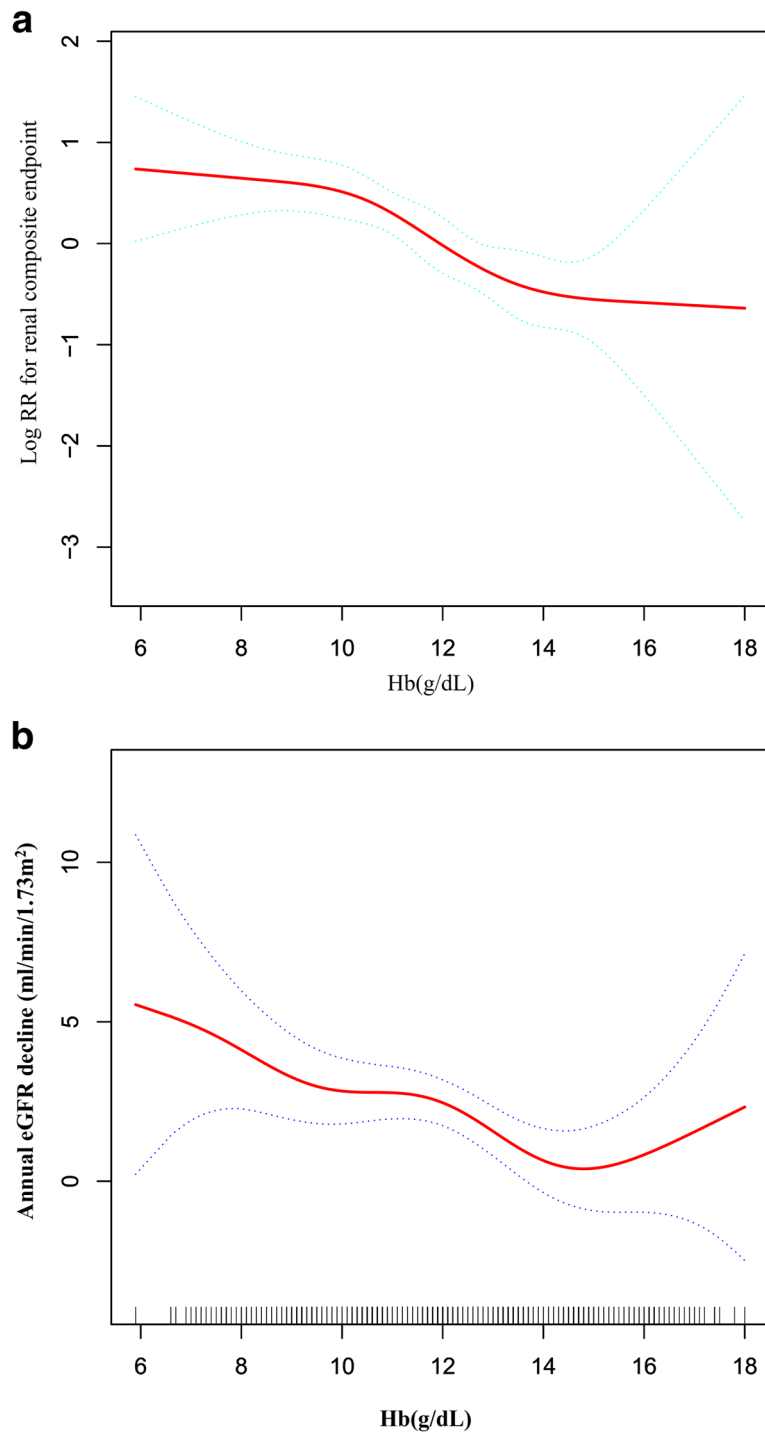 a
Log RR for renal composite endpoint
2
1
0
−1
−2
−3
6 8 10 12 14 16 18
Hb(g/dL)
b
Annual eGFR decline (ml/min/1.73m²)
10
5
0
6 8 10 12 14 16 18
Hb(g/dL)